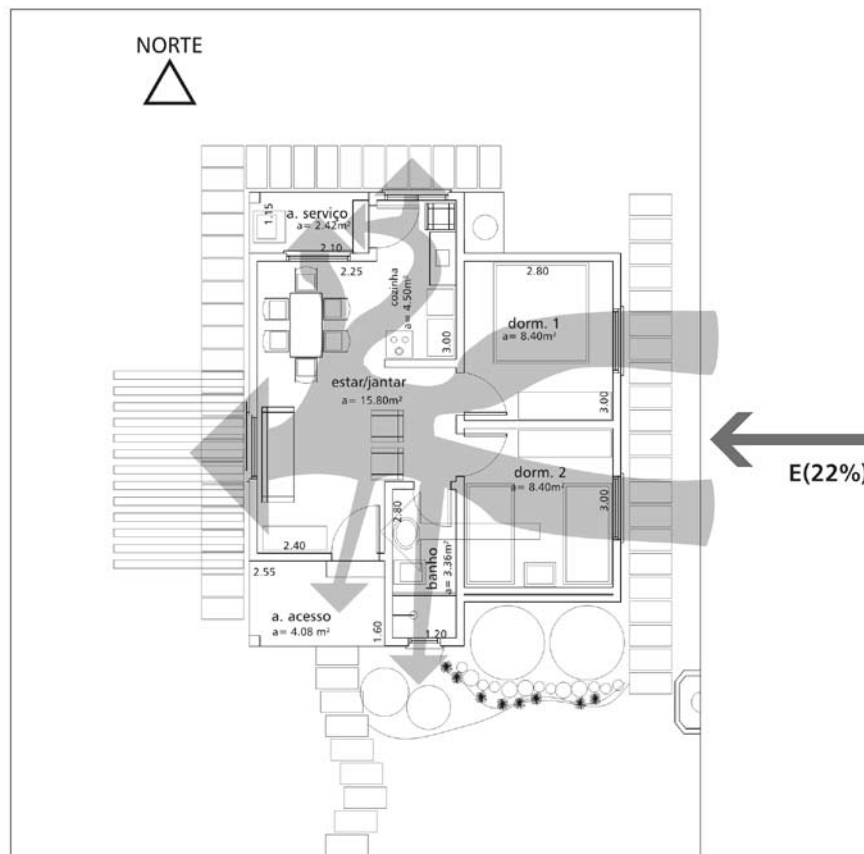 NORTE
1.15
a. serviço
a= 2.42m²
2.10
2.25
cozinha
a= 4.50m²
3.00
2.80
dorm. 1
a= 8.40m²
3.00
estar/jantar
a= 15.80m²
E(22%)
dorm. 2
a= 8.40m²
3.00
2.80
2.40
banho
a= 3.36m²
2.55
a. acesso
a= 4.08 m²
1.60
1.20